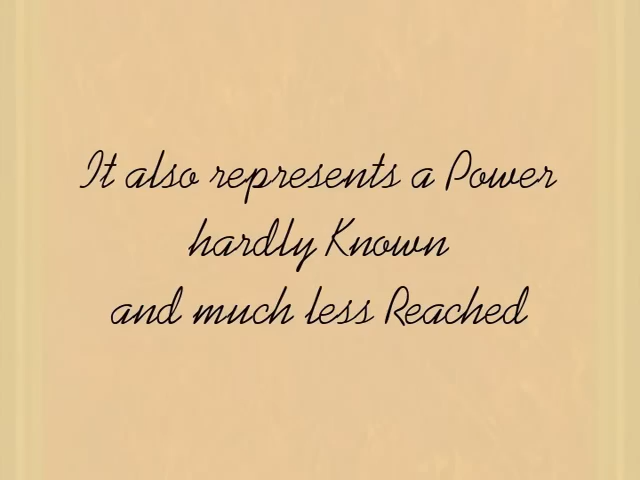 It also represents a Power
hardly Known
and much less Reached